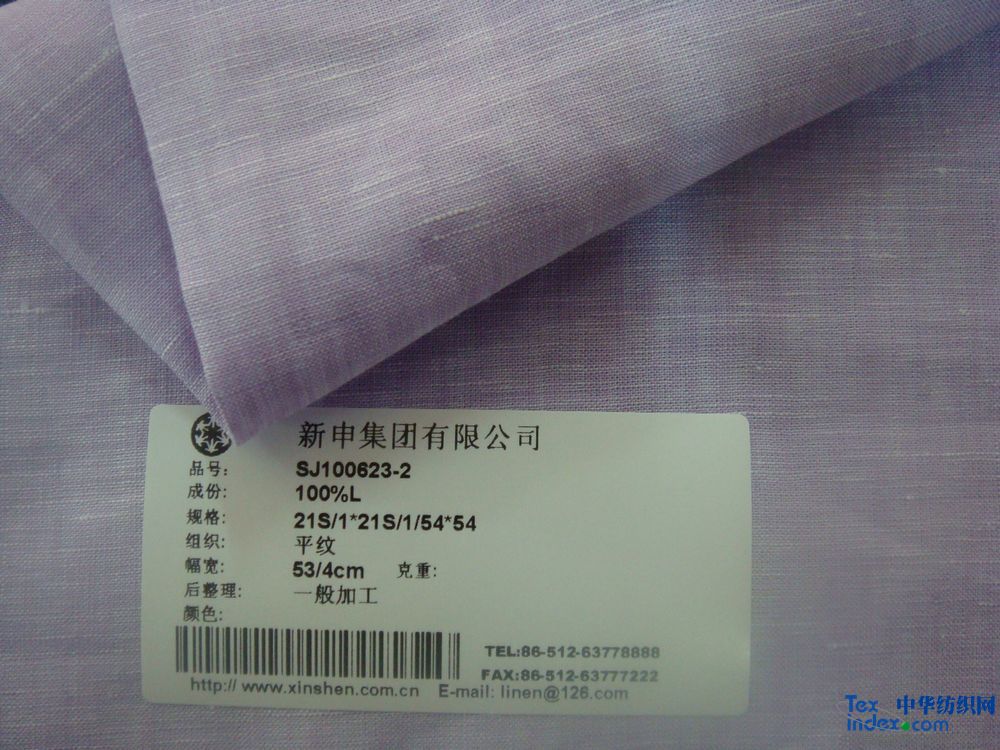 新申集团有限公司
品号: SJ100623-2
成份: 100%L
规格: 21S/1*21S/1/54*54
组织: 平纹
幅宽: 53/4cm 克重:
后整理: 一般加工
颜色:
TEL:86-512-63778888
FAX:86-512-63777222
http:// www.xinshen.com.cn E-mail: linen@126.com
Tex 中华纺织网
index.com